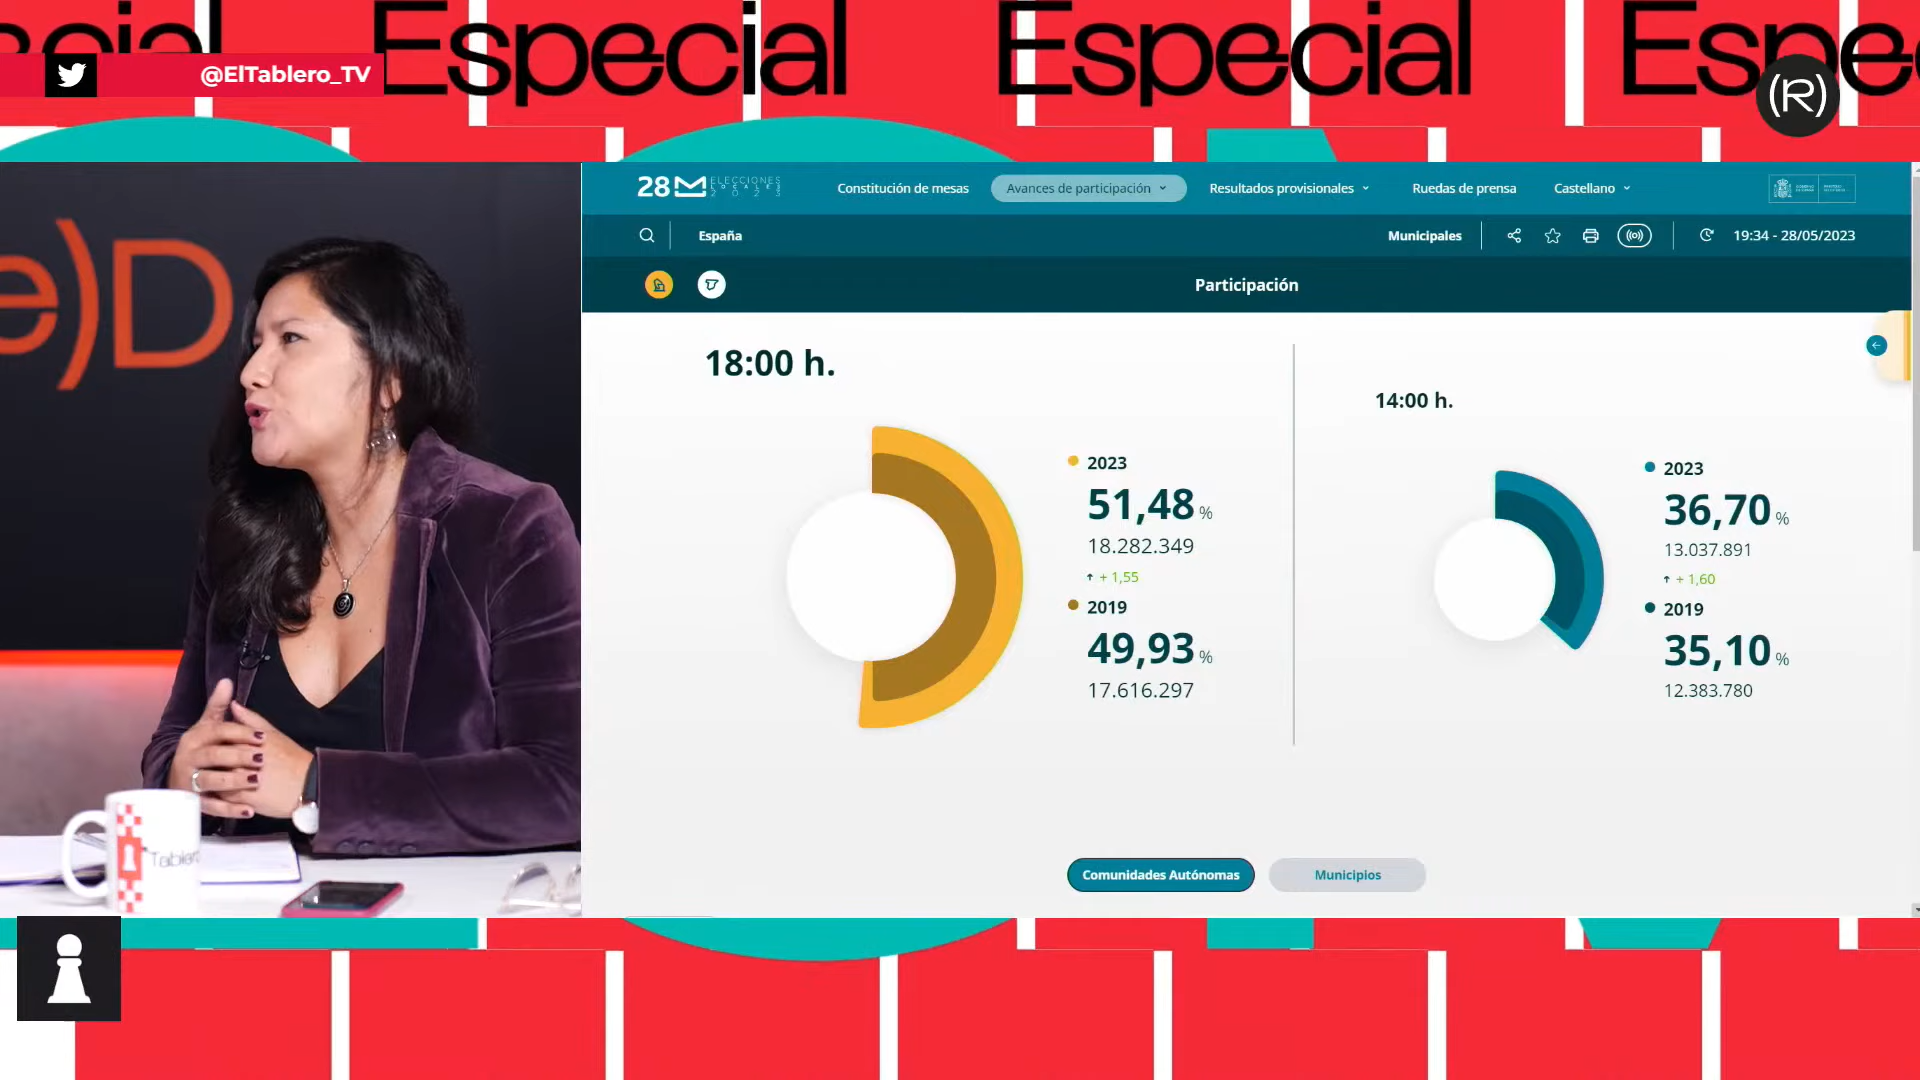 Especial
Especial
@ElTablero_TV
(R)
e)D
28M ELECCIONES
LOCALES
2023
Constitución de mesas
Avances de participación
Resultados provisionales
Ruedas de prensa
Castellano
España
Municipales
19:34 - 28/05/2023
Participación
18:00 h.
2023
51,48 %
18.282.349
+ 1,55
2019
49,93 %
17.616.297
14:00 h.
2023
36,70 %
13.037.891
+ 1,60
2019
35,10 %
12.383.780
Comunidades Autónomas
Municipios